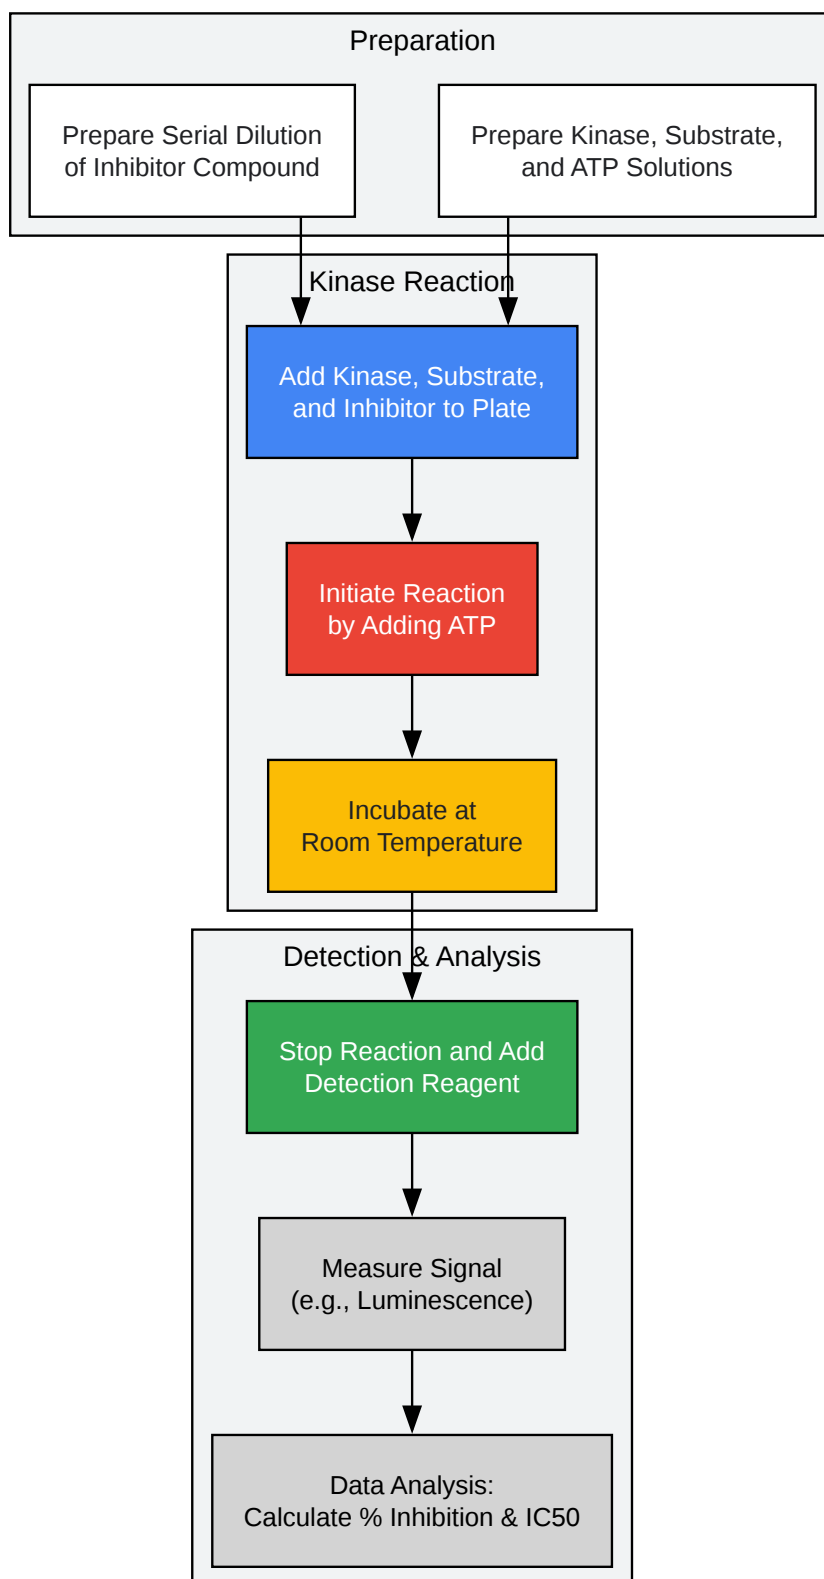 Preparation
Prepare Serial Dilution
of Inhibitor Compound
Prepare Kinase, Substrate,
and ATP Solutions
Kinase Reaction
Add Kinase, Substrate,
and Inhibitor to Plate
Initiate Reaction
by Adding ATP
Incubate at
Room Temperature
Detection & Analysis
Stop Reaction and Add
Detection Reagent
Measure Signal
(e.g., Luminescence)
Data Analysis:
Calculate % Inhibition & IC50